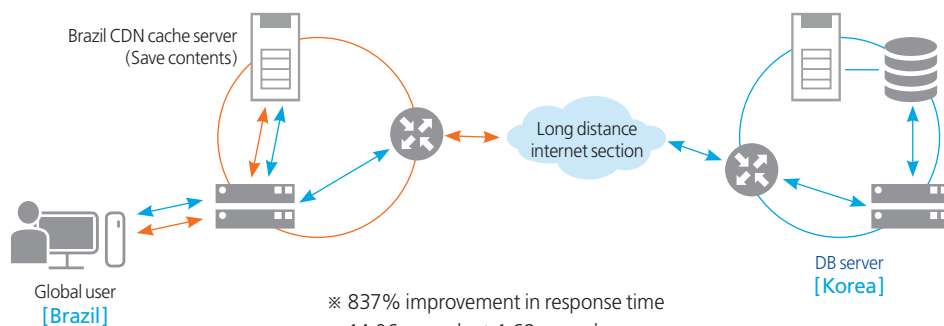 Brazil CDN cache server
(Save contents)
Long distance
internet section
Global user
[Brazil]
DB server
[Korea]
※ 837% improvement in response time